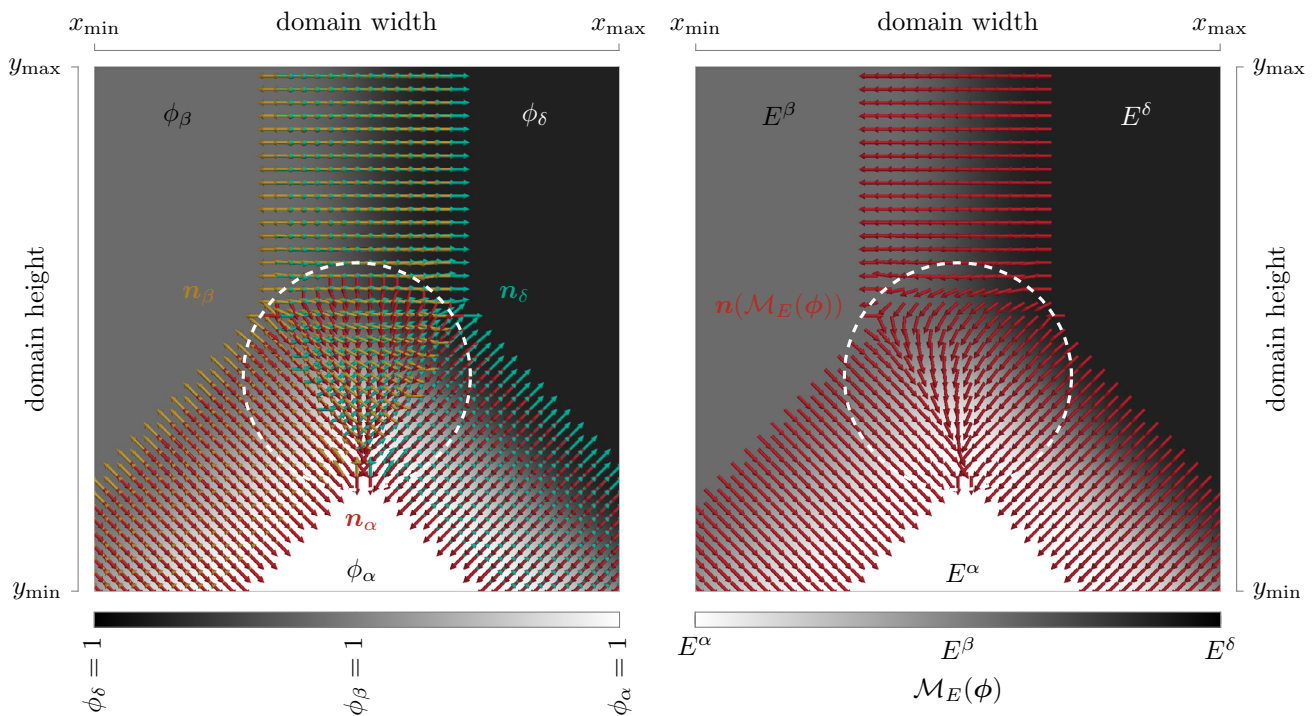 x_min domain width x_max
x_min domain width x_max
y_max
y_max
ϕ_β ϕ_δ
E^β E^δ
domain height
domain height
n_β n_δ
n(M_E(ϕ))
n_α
ϕ_α
E^α
y_min
y_min
ϕ_δ = 1 ϕ_β = 1 ϕ_α = 1
E^α E^β E^δ
M_E(ϕ)